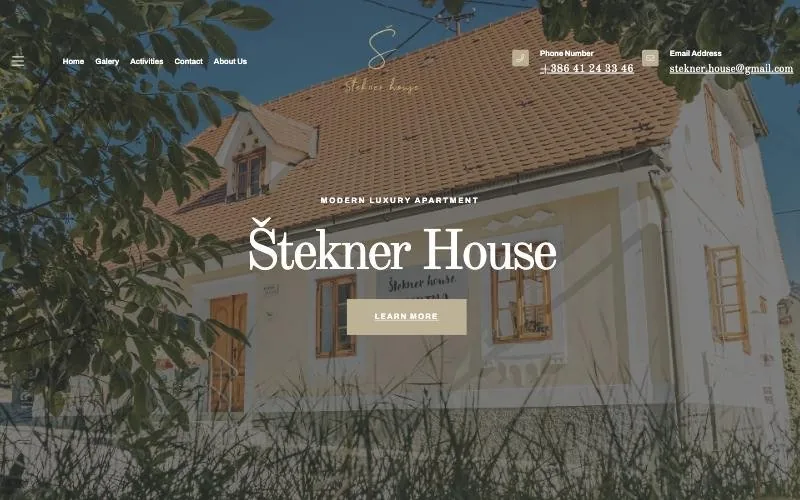 Home Galery Activities Contact About Us
Š
Štekner house
Phone Number
+386 41 24 33 46
Email Address
stekner.house@gmail.com
MODERN LUXURY APARTMENT
Štekner House
Štekner house
LEARN MORE